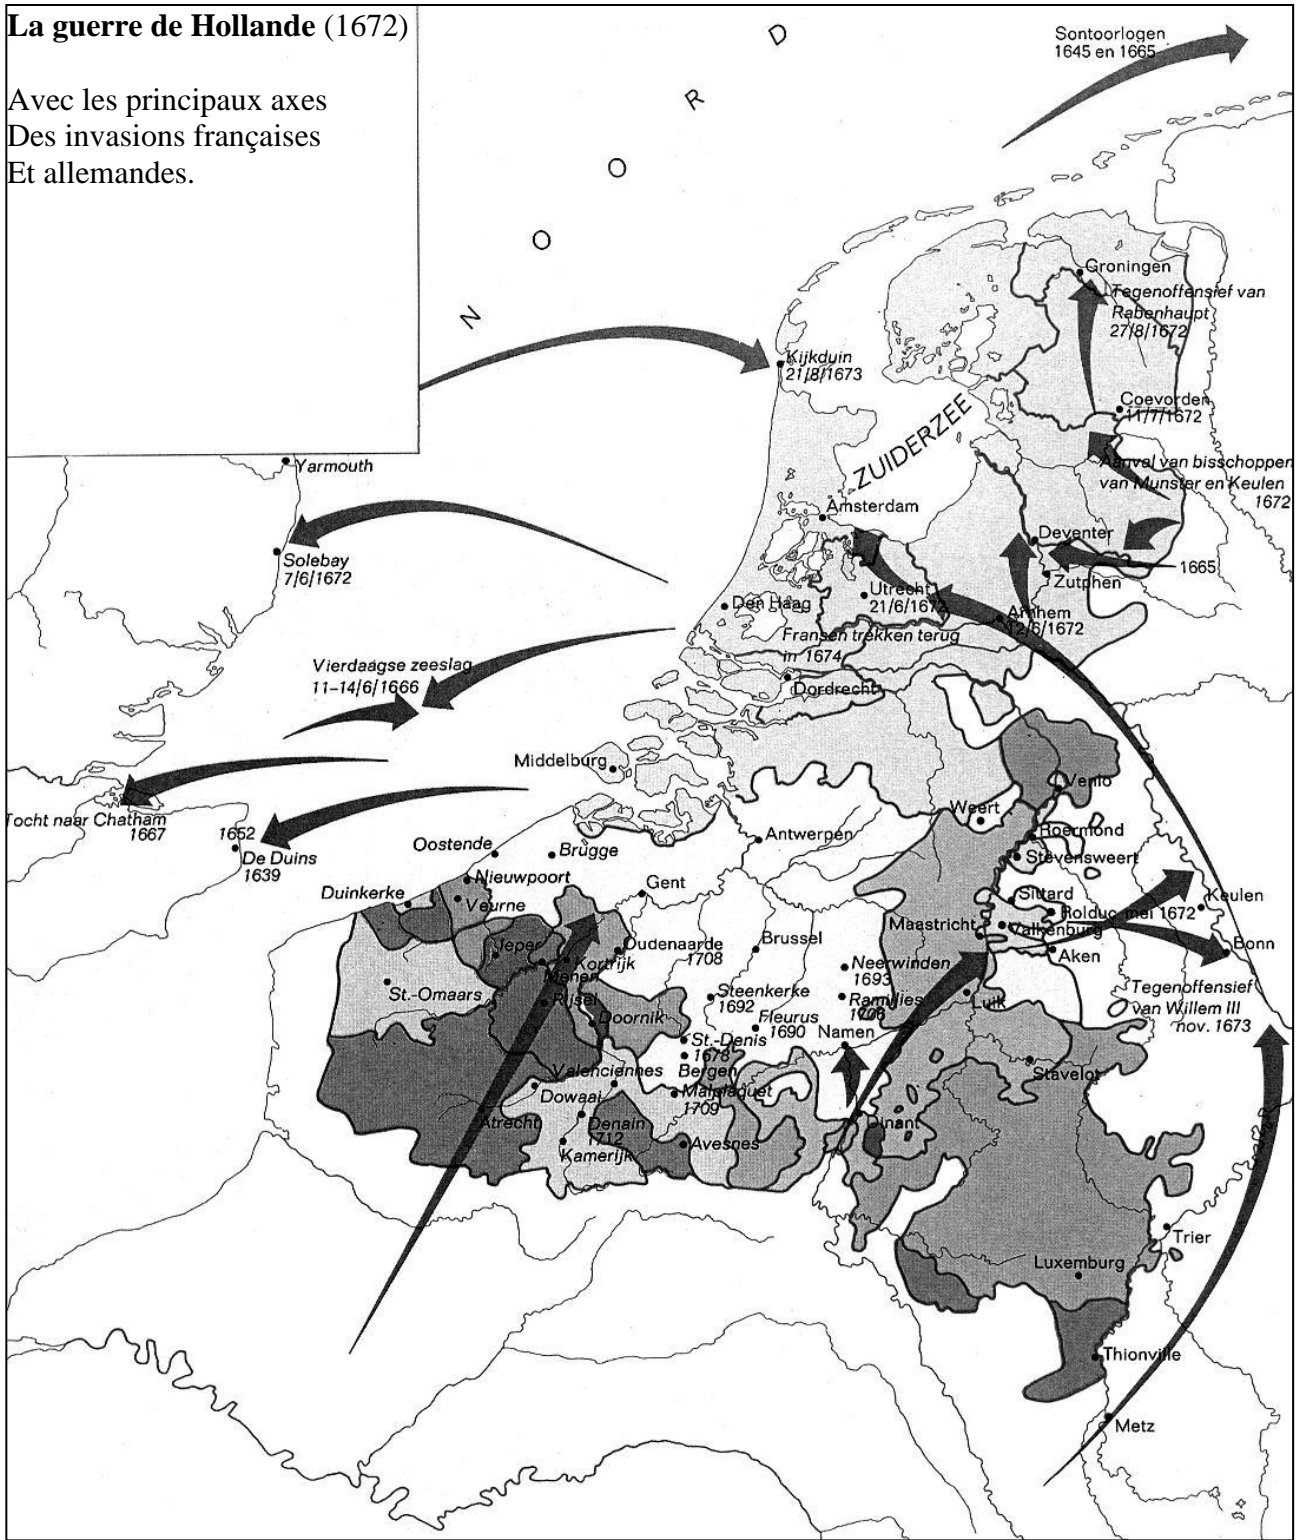 La guerre de Hollande (1672)
Avec les principaux axes
Des invasions françaises
Et allemandes.
NOORD
Sontoorlogen
1645 en 1665
Groningen
Tegenoffensief van
Rabenhaupt
27/8/1672
Kijkduin
21/8/1673
Coevorden
11/7/1672
ZUIDERZEE
Aanval van bisschoppen
van Munster en Keulen
1672
Yarmouth
Amsterdam
Deventer
Solebay
7/6/1672
1665
Zutphen
Utrecht
21/6/1672
Den Haag
Arnhem
12/6/1672
Fransen trekken terug
in 1674
Vierdaagse zeeslag
11-14/6/1666
Dordrecht
Middelburg
Venlo
Weert
Tocht naar Chatham
1667
1652
De Duins
1639
Antwerpen
Roermond
Oostende
Brugge
Stevensweert
Nieuwpoort
Gent
Duinkerke
Veurne
Sittard
Keulen
Rolduc mei 1672
Maastricht
Valkenburg
Ieper
Oudenaarde
1708
Brussel
Bonn
Aken
Kortrijk
Menen
Neerwinden
1693
St.-Omaars
Steenkerke
1692
Ramilies
Rijsel
Luik
Tegenoffensief
van Willem III
nov. 1673
Doornik
Fleurus
1690
Namen
St.-Denis
1678
Bergen
Valenciennes
Stavelot
Dowaai
Malplaquet
1709
Atrecht
Denain
1712
Dinant
Kamerijk
Avesnes
Trier
Luxemburg
Thionville
Metz